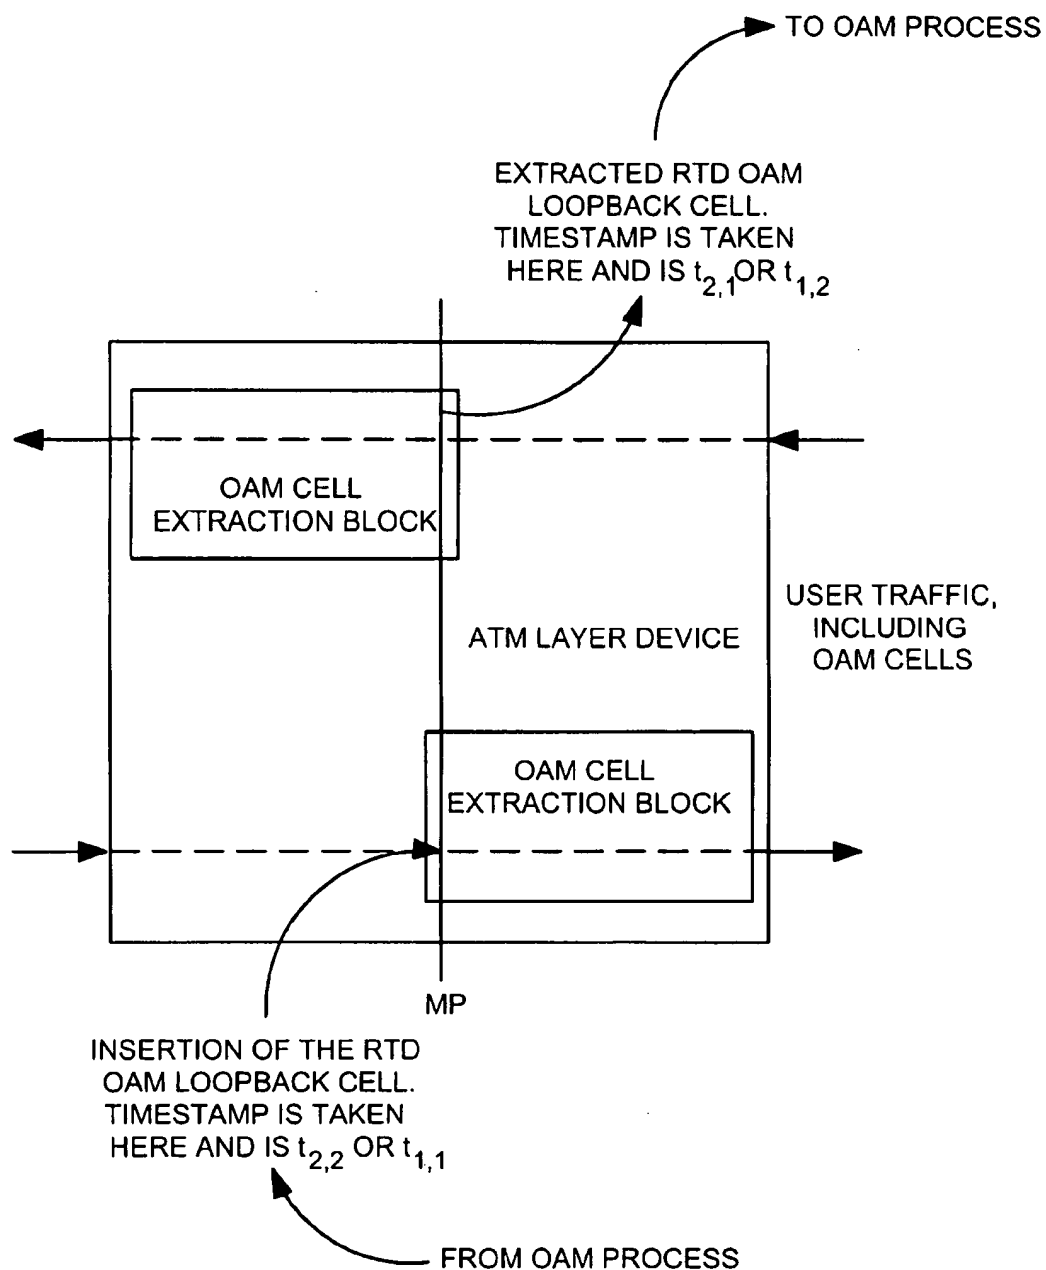 TO OAM PROCESS
EXTRACTED RTD OAM
LOOPBACK CELL.
TIMESTAMP IS TAKEN
HERE AND IS t2,1 OR t1,2
OAM CELL
EXTRACTION BLOCK
USER TRAFFIC,
INCLUDING
OAM CELLS
ATM LAYER DEVICE
OAM CELL
EXTRACTION BLOCK
MP
INSERTION OF THE RTD
OAM LOOPBACK CELL.
TIMESTAMP IS TAKEN
HERE AND IS t2,2 OR t1,1
FROM OAM PROCESS